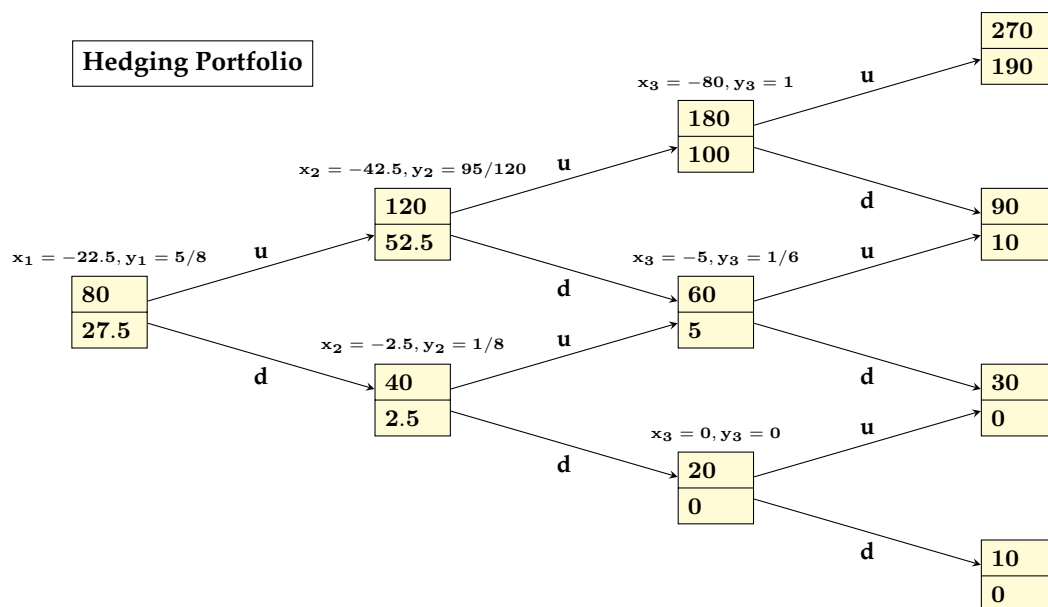 Hedging Portfolio
x₁ = −22.5, y₁ = 5/8
80
27.5
u
d
x₂ = −42.5, y₂ = 95/120
120
52.5
u
d
x₂ = −2.5, y₂ = 1/8
40
2.5
u
d
x₃ = −80, y₃ = 1
180
100
u
d
x₃ = −5, y₃ = 1/6
60
5
u
d
x₃ = 0, y₃ = 0
20
0
u
d
270
190
90
10
30
0
10
0